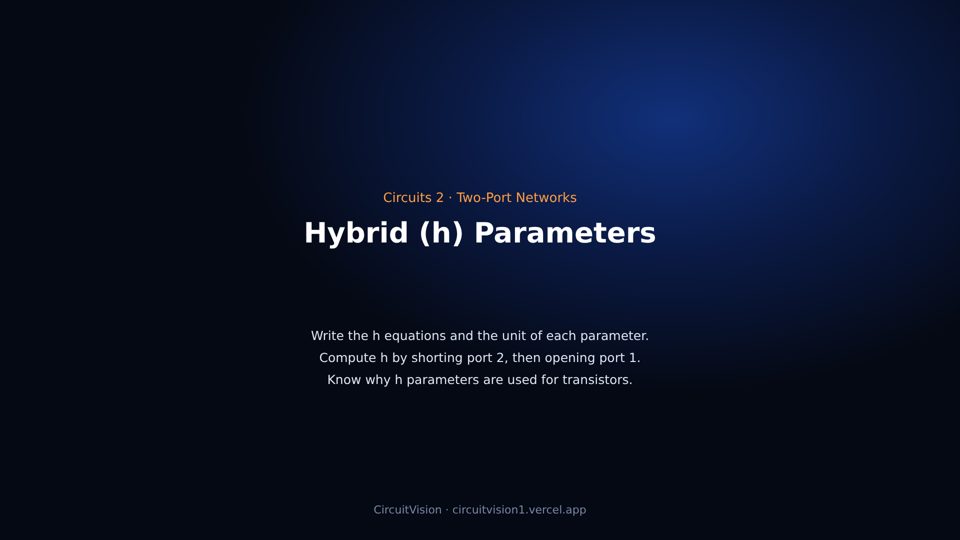 Circuits 2 · Two-Port Networks
Hybrid (h) Parameters
Write the h equations and the unit of each parameter.
Compute h by shorting port 2, then opening port 1.
Know why h parameters are used for transistors.
CircuitVision · circuitvision1.vercel.app